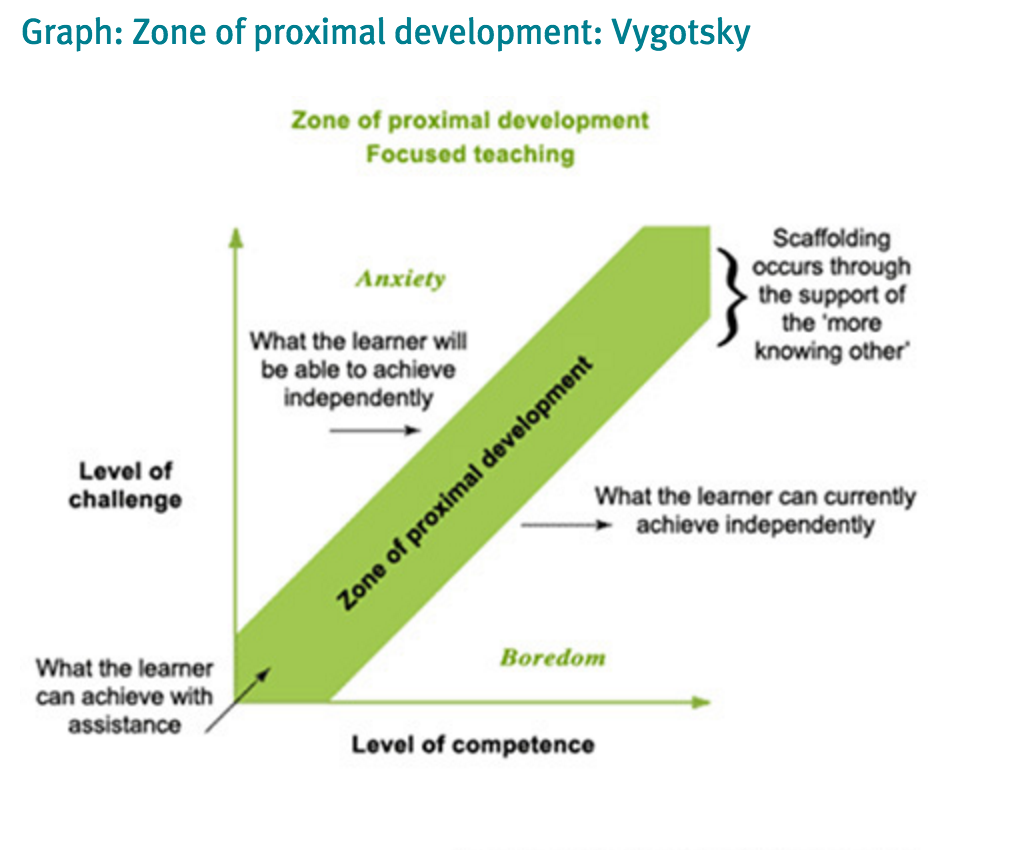 Graph: Zone of proximal development: Vygotsky
Zone of proximal development
Focused teaching
Anxiety
What the learner will
be able to achieve
independently
Scaffolding
occurs through
the support of
the 'more
knowing other'
Level of
challenge
Zone of proximal development
What the learner can currently
achieve independently
Boredom
What the learner
can achieve with
assistance
Level of competence